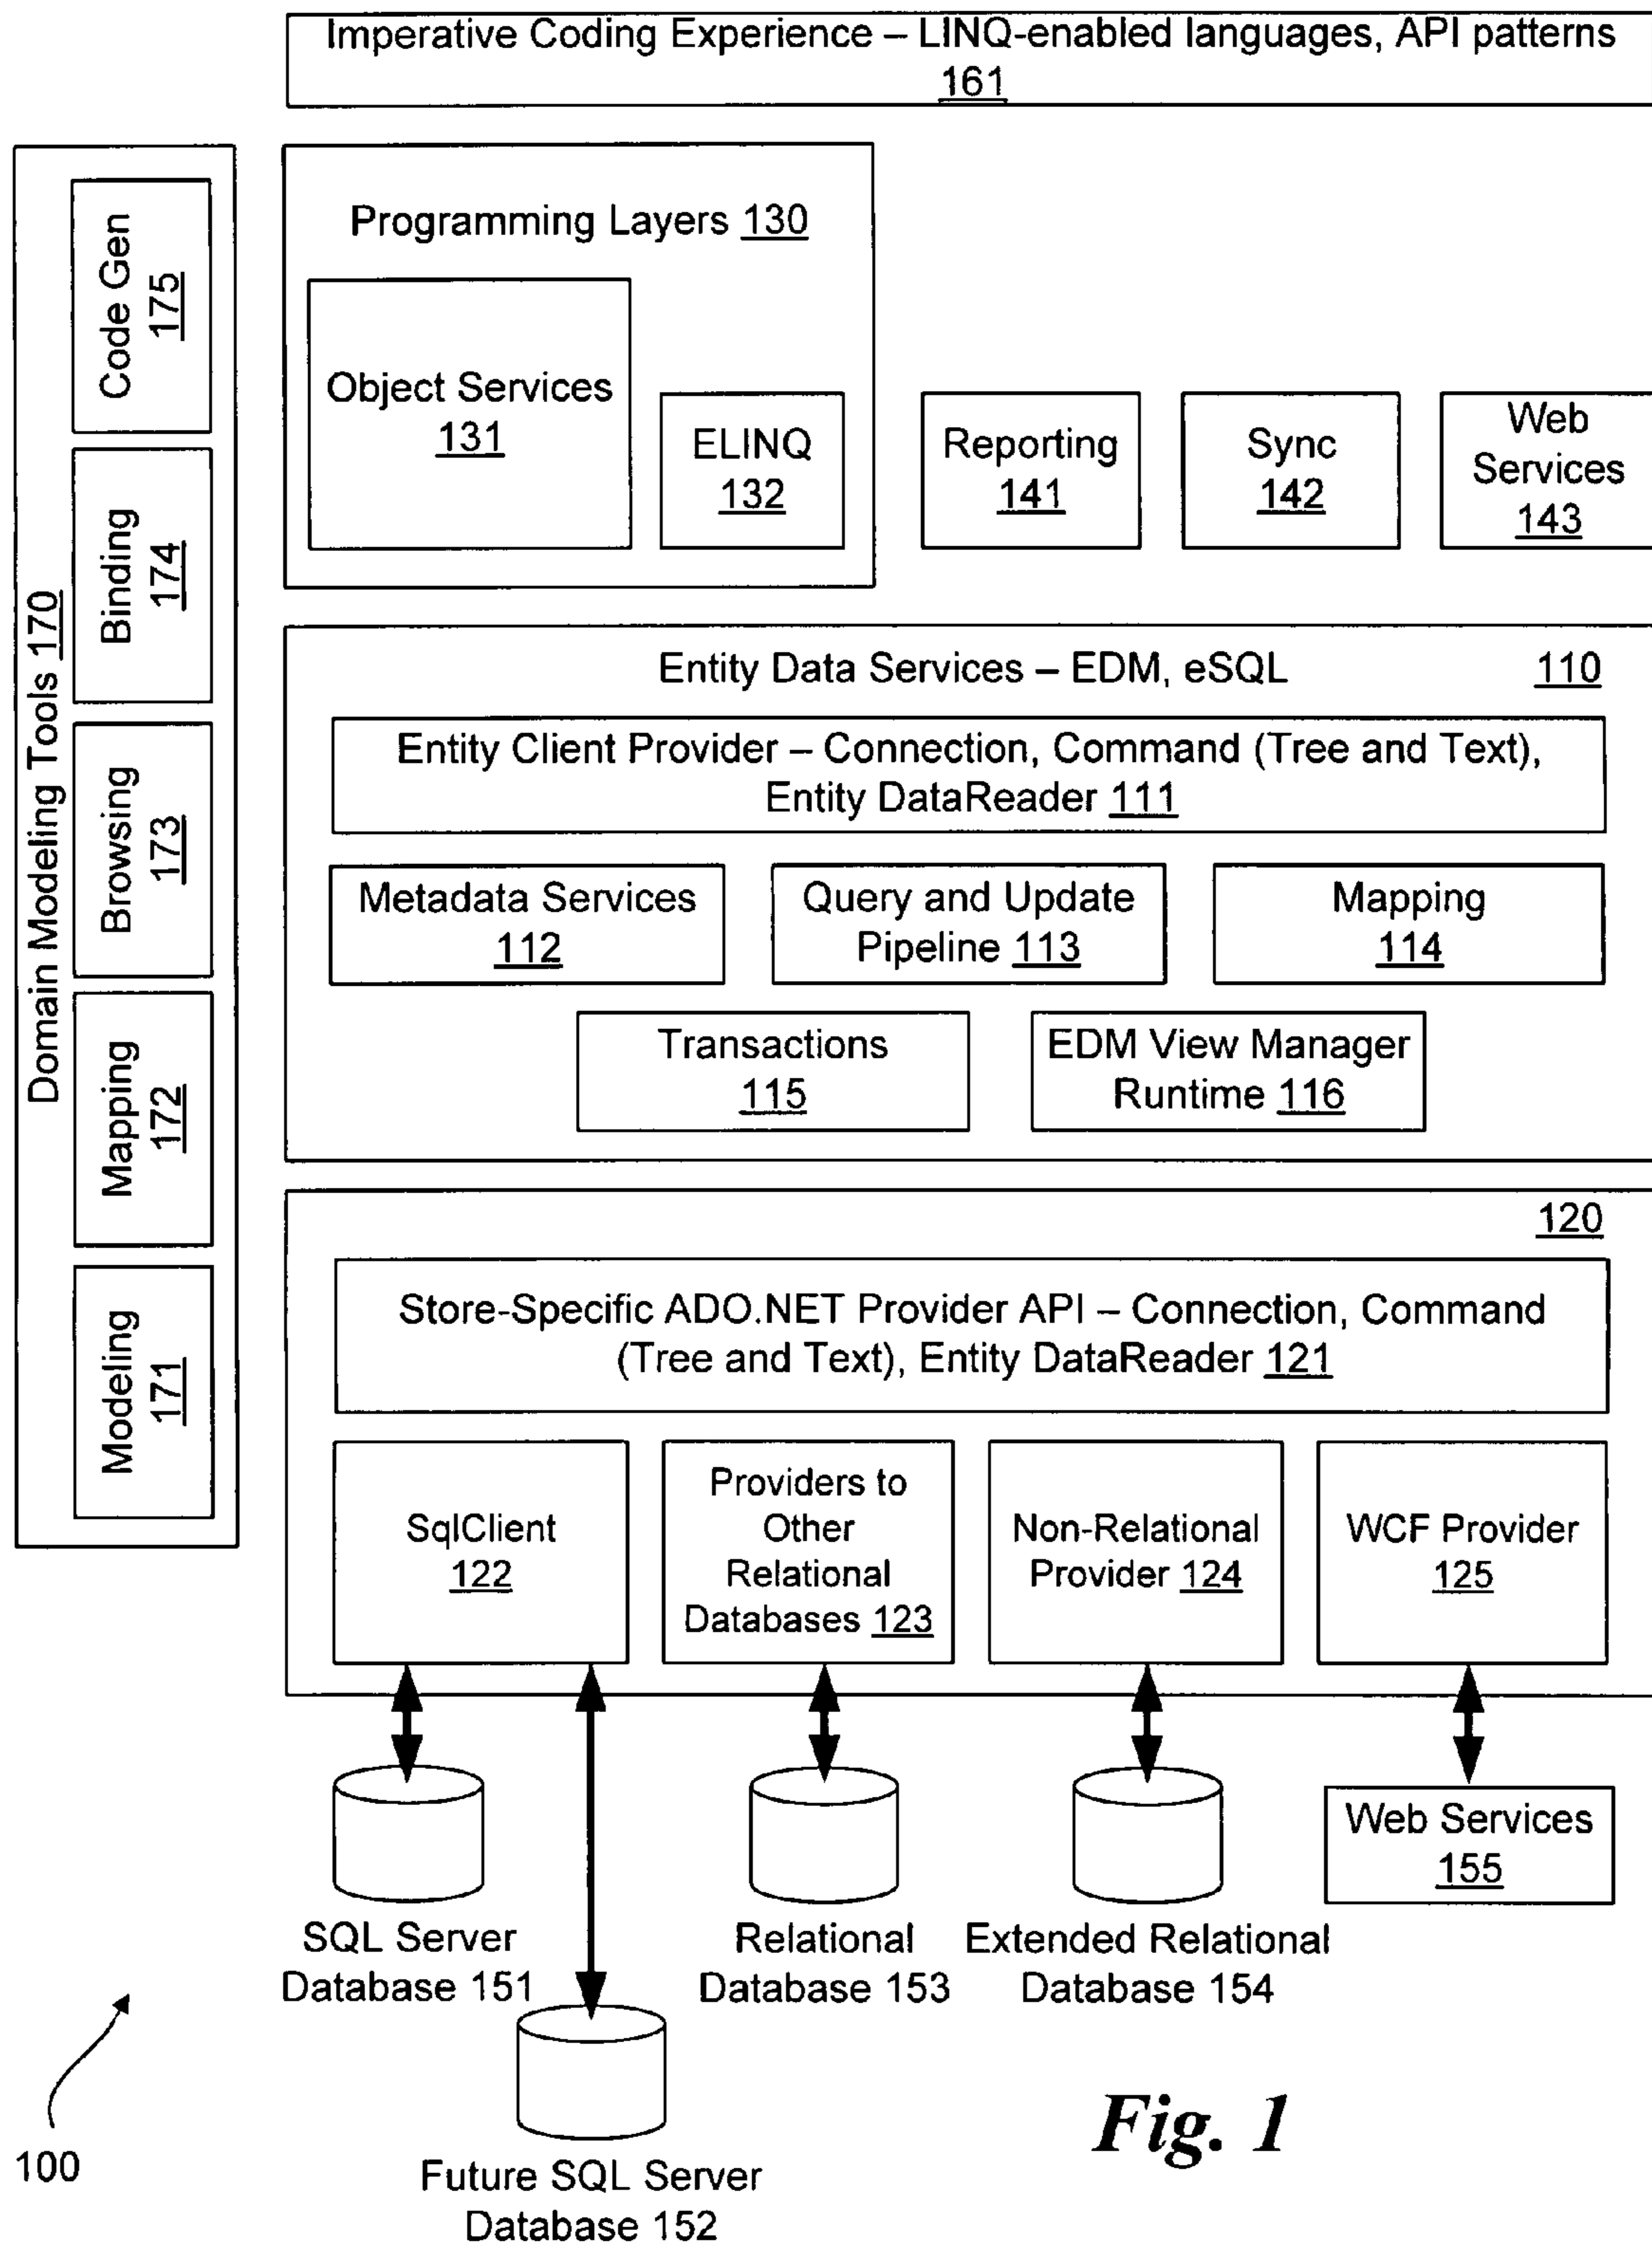 Imperative Coding Experience – LINQ-enabled languages, API patterns
161
Domain Modeling Tools 170
Code Gen
175
Binding
174
Browsing
173
Mapping
172
Modeling
171
Programming Layers 130
Object Services
131
ELINQ
132
Reporting
141
Sync
142
Web
Services
143
Entity Data Services – EDM, eSQL
110
Entity Client Provider – Connection, Command (Tree and Text),
Entity DataReader 111
Metadata Services
112
Query and Update
Pipeline 113
Mapping
114
Transactions
115
EDM View Manager
Runtime 116
120
Store-Specific ADO.NET Provider API – Connection, Command
(Tree and Text), Entity DataReader 121
SqlClient
122
Providers to
Other
Relational
Databases 123
Non-Relational
Provider 124
WCF Provider
125
SQL Server
Database 151
Relational
Database 153
Extended Relational
Database 154
Web Services
155
Future SQL Server
Database 152
100
Fig. 1